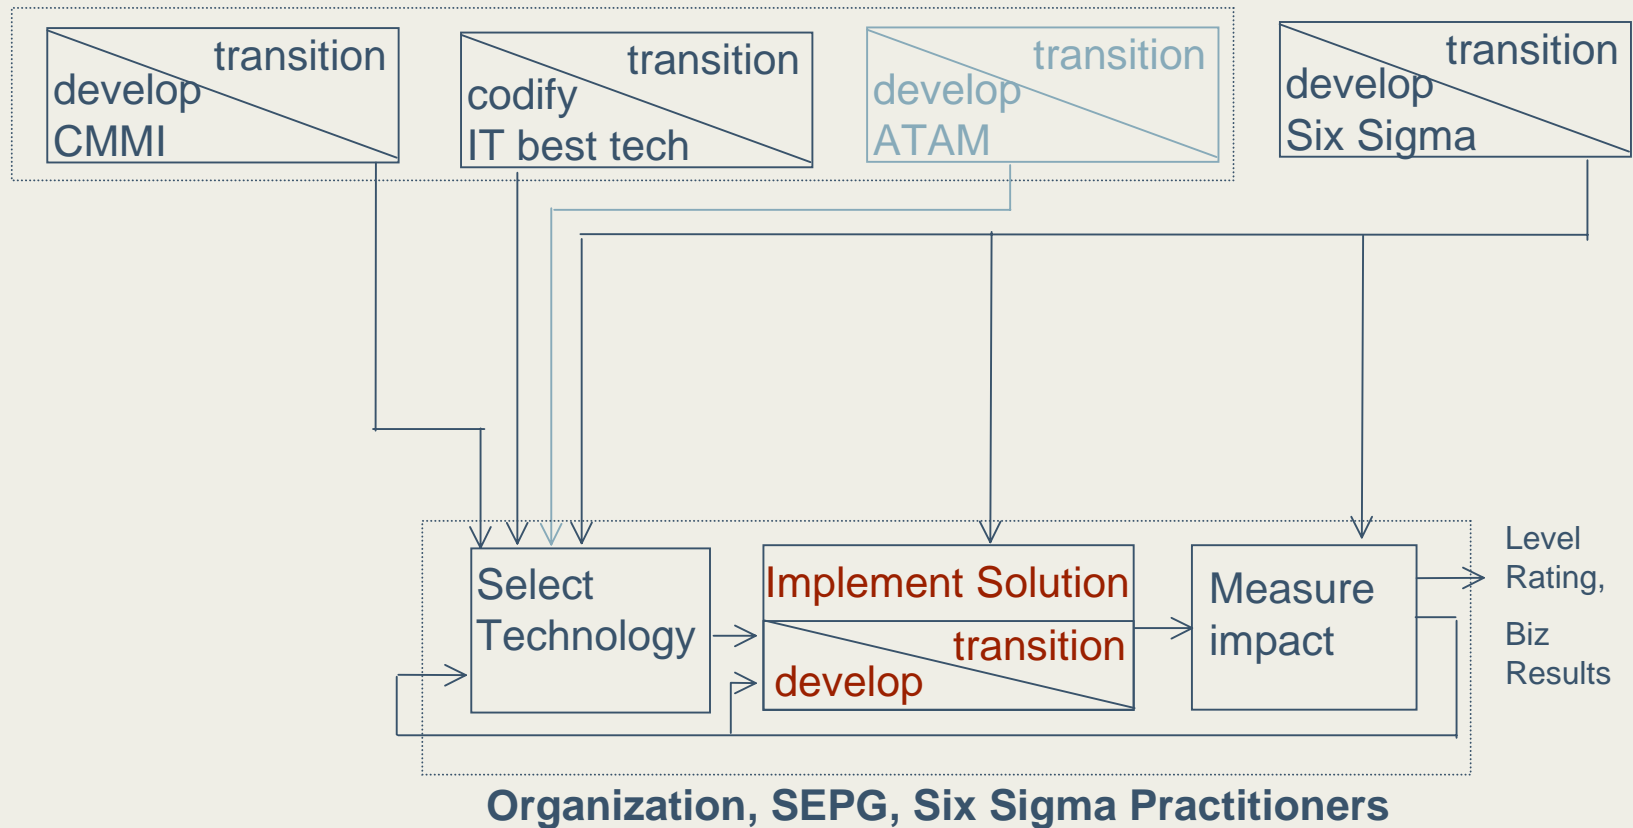 transition
develop
CMMI
transition
codify
IT best tech
transition
develop
ATAM
transition
develop
Six Sigma
Select
Technology
Implement Solution
transition
develop
Measure
impact
Level
Rating,
Biz
Results
Organization, SEPG, Six Sigma Practitioners